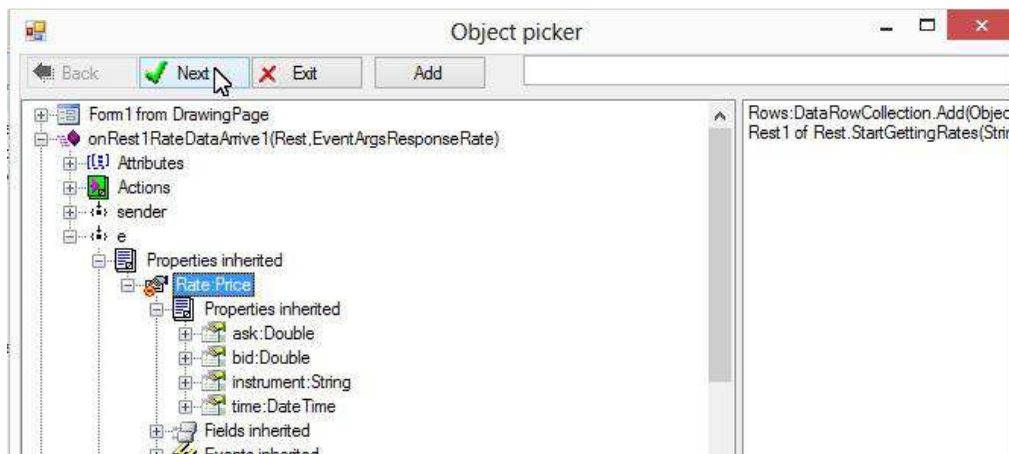 Object picker
Back Next Exit Add
Form1 from DrawingPage
onRest1RateDataArrive1(Rest,EventArgsResponseRate)
Attributes
Actions
sender
e
Properties inherited
Rate:Price
Properties inherited
ask:Double
bid:Double
instrument:String
time:DateTime
Fields inherited
Events inherited
Rows:DataRowCollection.Add(Objec
Rest1 of Rest.StartGettingRates(Strin